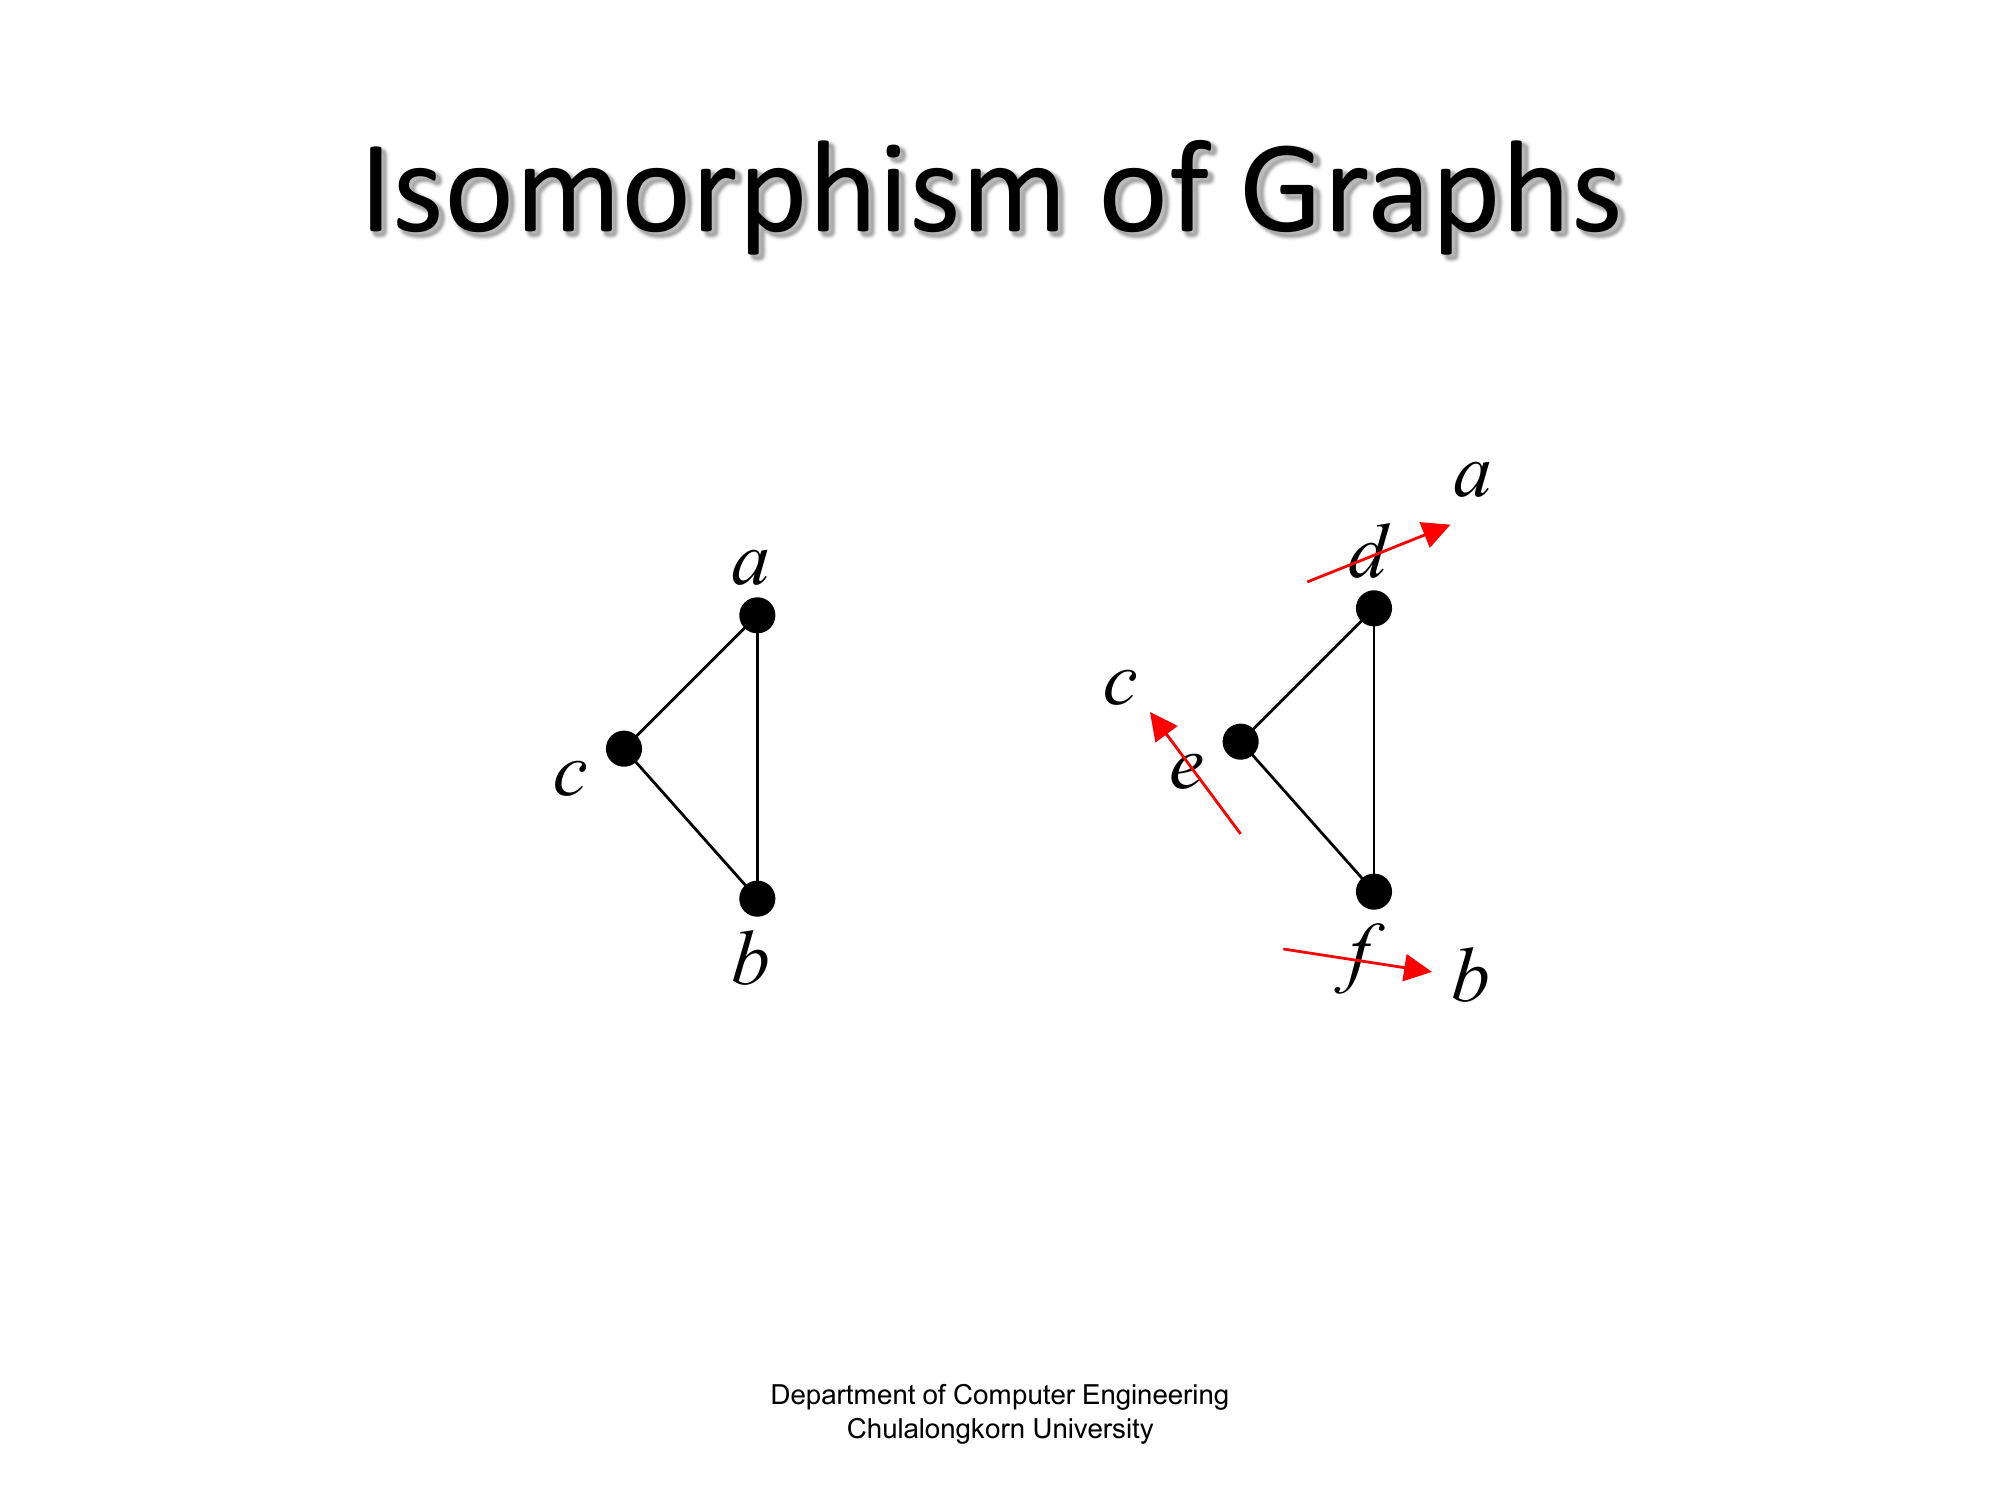 Isomorphism of Graphs
a
d
a
c
e
c
f
b
b
Department of Computer Engineering
Chulalongkorn University